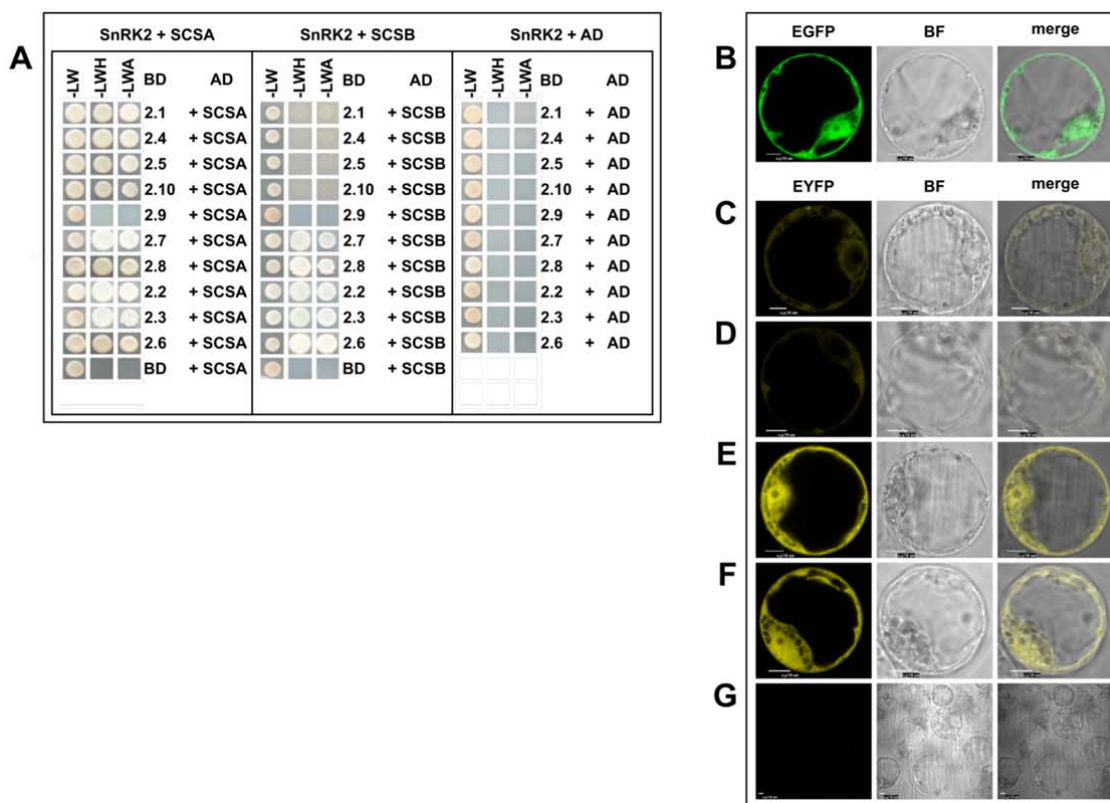 A
SnRK2 + SCSA
SnRK2 + SCSB
SnRK2 + AD
-LW -LWH -LWA BD AD
2.1 + SCSA
2.4 + SCSA
2.5 + SCSA
2.10 + SCSA
2.9 + SCSA
2.7 + SCSA
2.8 + SCSA
2.2 + SCSA
2.3 + SCSA
2.6 + SCSA
BD + SCSA
-LW -LWH -LWA BD AD
2.1 + SCSB
2.4 + SCSB
2.5 + SCSB
2.10 + SCSB
2.9 + SCSB
2.7 + SCSB
2.8 + SCSB
2.2 + SCSB
2.3 + SCSB
2.6 + SCSB
BD + SCSB
-LW -LWH -LWA BD AD
2.1 + AD
2.4 + AD
2.5 + AD
2.10 + AD
2.9 + AD
2.7 + AD
2.8 + AD
2.2 + AD
2.3 + AD
2.6 + AD
EGFP BF merge
B
EYFP BF merge
C
D
E
F
G